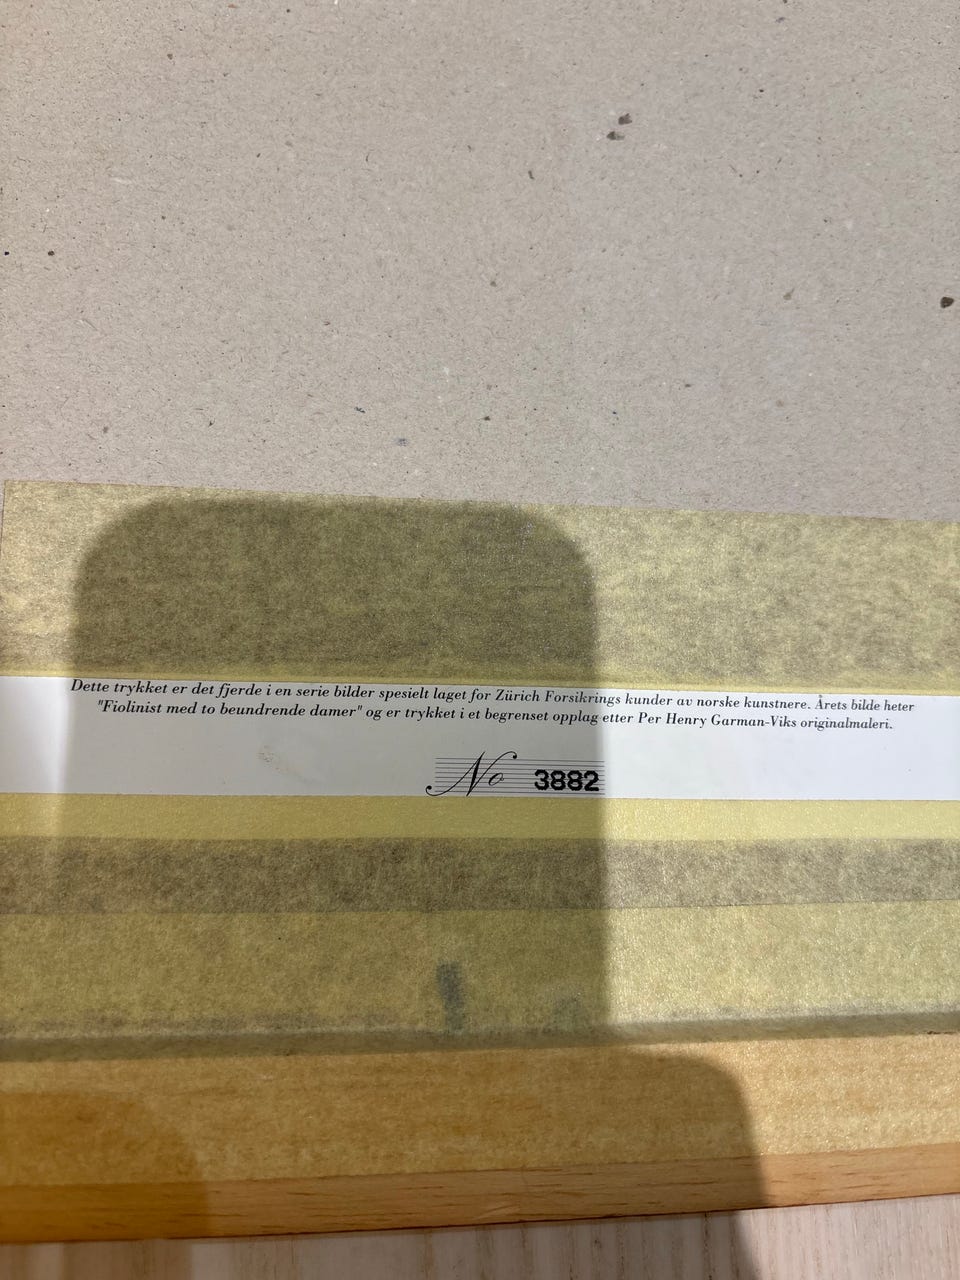 Dette trykket er det fjerde i en serie bilder spesielt laget for Zürich Forsikrings kunder av norske kunstnere. Årets bilde heter
"Fiolinist med to beundrende damer" og er trykket i et begrenset opplag etter Per Henry Garman-Viks originalmaleri.
No 3882